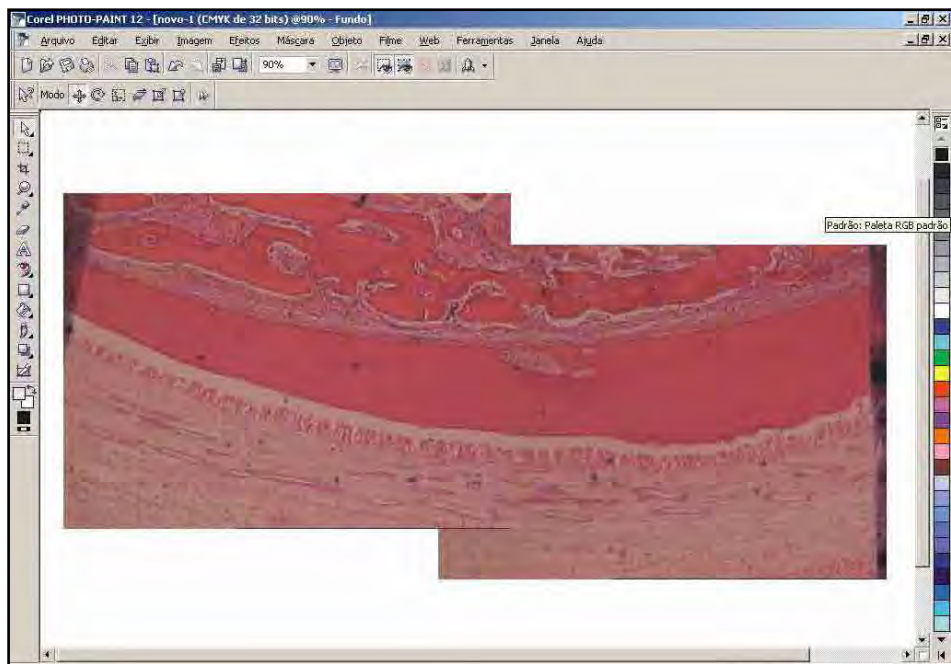 Corel PHOTO-PAINT 12 - [novo-1 (CMYK de 32 bits) @90% - Fundo]
Arquivo Editar Exibir Imagem Efeitos Máscara Objeto Filme Web Ferramentas Janela Ajuda
90%
Modo
Padrão: Paleta RGB padrão